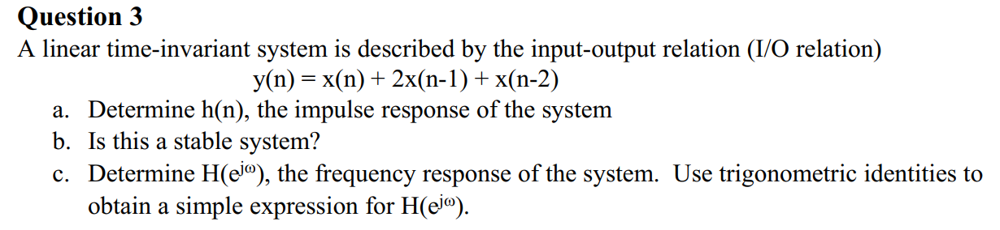 Question 3
A linear time-invariant system is described by the input-output relation (I/O relation)
y(n) = x(n) + 2x(n-1) + x(n-2)
a. Determine h(n), the impulse response of the system
b. Is this a stable system?
c. Determine H(e^jω), the frequency response of the system. Use trigonometric identities to
obtain a simple expression for H(e^jω).